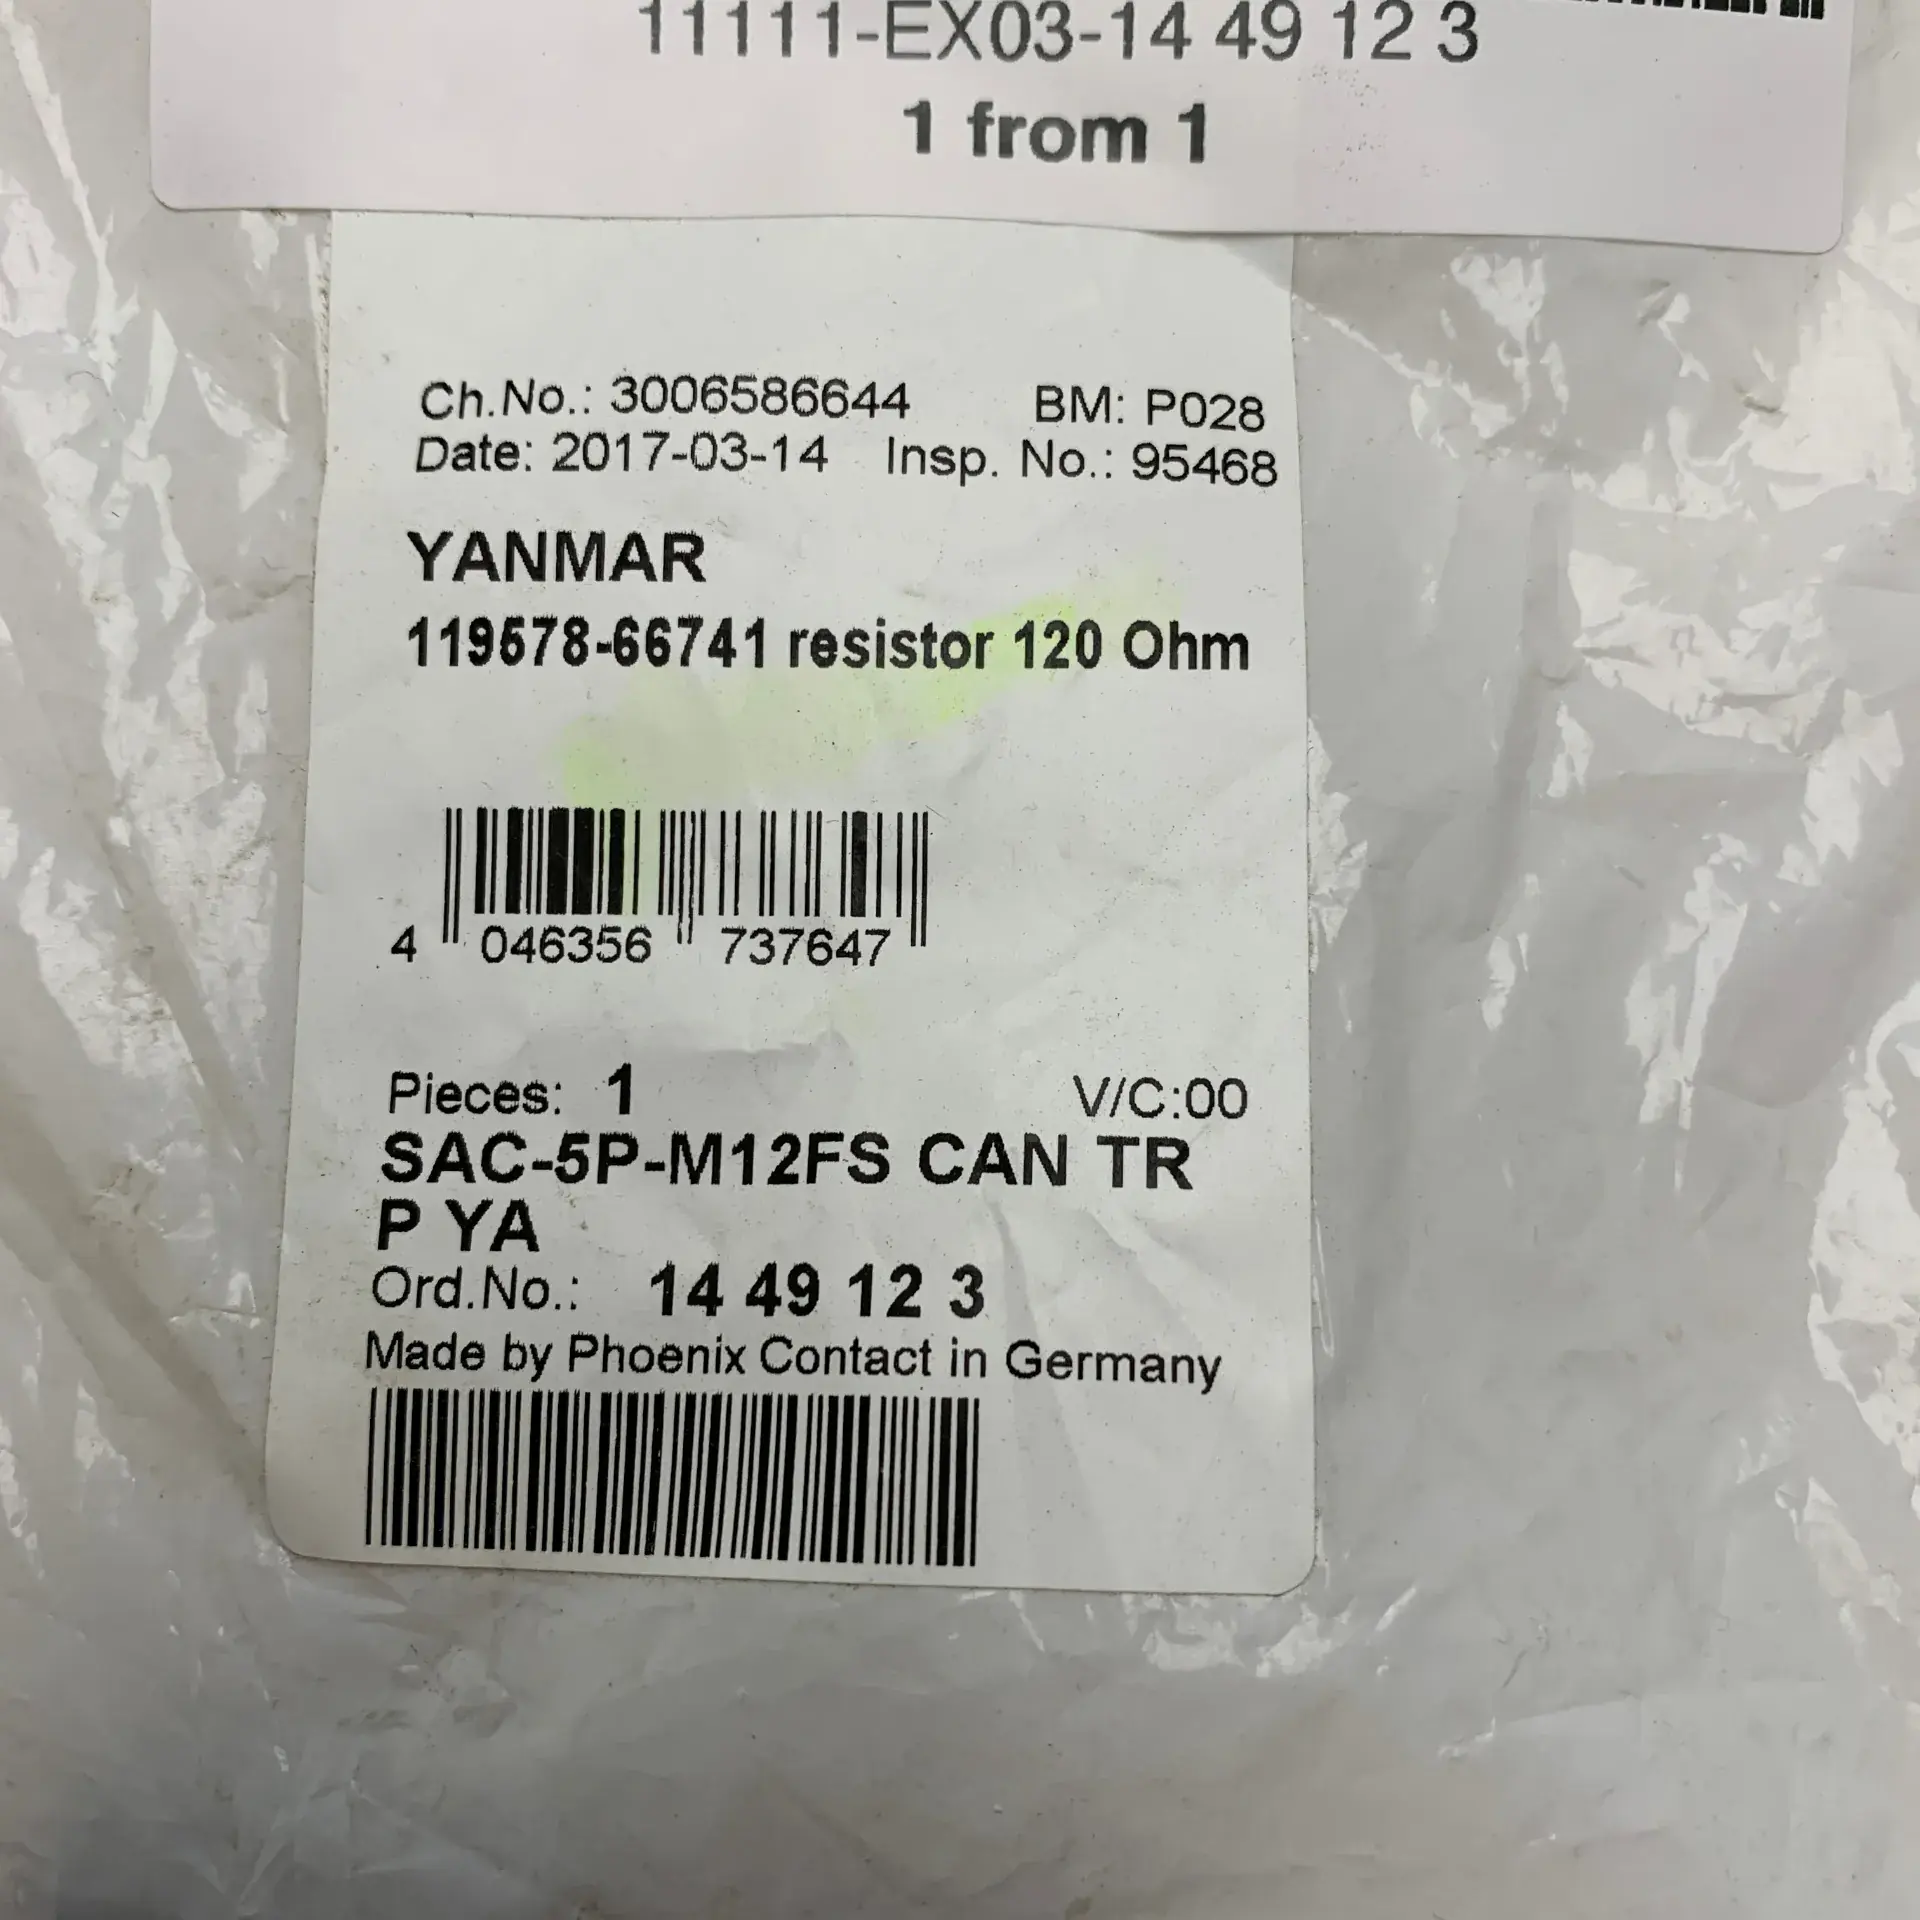 11111-EX03-14 49 12 3
1 from 1
Ch.No.: 3006586644 BM: P028
Date: 2017-03-14 Insp. No.: 95468
YANMAR
119578-66741 resistor 120 Ohm
4 046356 737647
Pieces: 1 V/C:00
SAC-5P-M12FS CAN TR
P YA
Ord.No.: 14 49 12 3
Made by Phoenix Contact in Germany